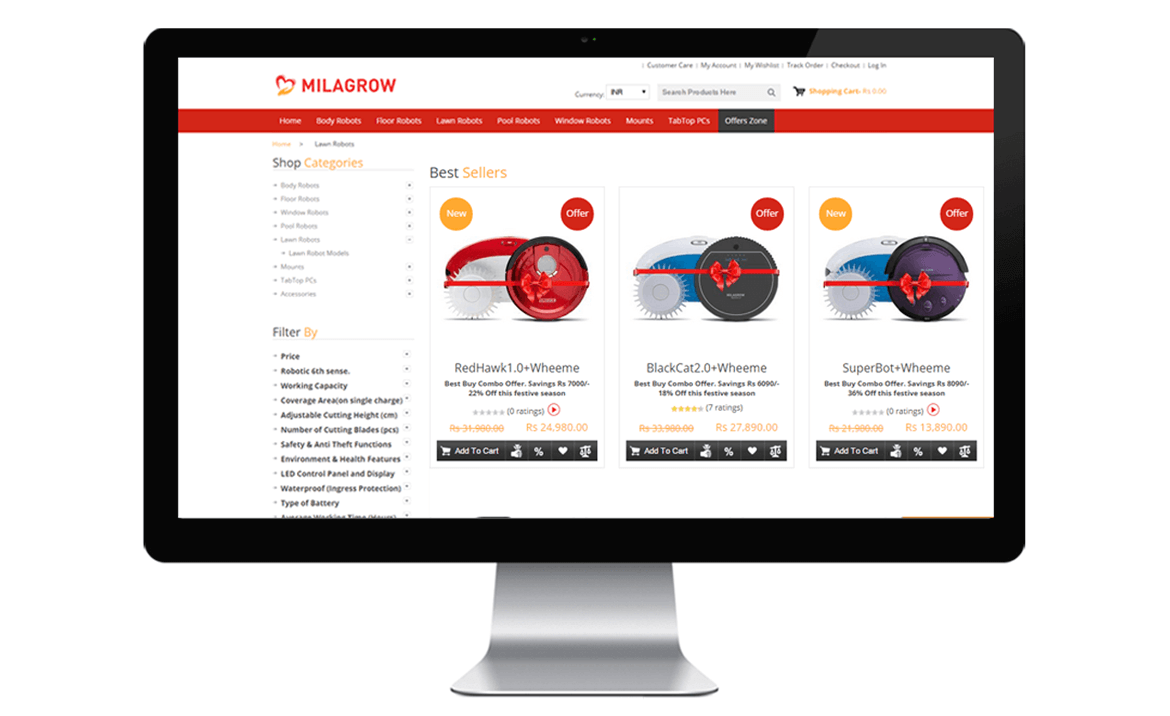 | Customer Care | My Account | My Wishlist | Track Order | Checkout | Log In
MILAGROW
Currency: INR
Search Products Here
Shopping Cart- Rs 0.00
Home Body Robots Floor Robots Lawn Robots Pool Robots Window Robots Mounts TabTop PCs Offers Zone
Home > Lawn Robots
Shop Categories
Body Robots
Floor Robots
Window Robots
Pool Robots
Lawn Robots
Lawn Robot Models
Mounts
TabTop PCs
Accessories
Filter By
Price
Robotic 6th sense.
Working Capacity
Coverage Area(on single charge)
Adjustable Cutting Height (cm)
Number of Cutting Blades (pcs)
Safety & Anti Theft Functions
Environment & Health Features
LED Control Panel and Display
Waterproof (Ingress Protection)
Type of Battery
Average Working Time (Hours)
Best Sellers
New
Offer
RedHawk1.0+Wheeme
Best Buy Combo Offer. Savings Rs 7000/-
22% Off this festive season
(0 ratings)
Rs 31,980.00 Rs 24,980.00
Add To Cart %
Offer
MILAGROW
BlackCat2.0+Wheeme
Best Buy Combo Offer. Savings Rs 6090/-
18% Off this festive season
(7 ratings)
Rs 33,980.00 Rs 27,890.00
Add To Cart %
New
Offer
SuperBot+Wheeme
Best Buy Combo Offer. Savings Rs 8090/-
36% Off this festive season
(0 ratings)
Rs 21,980.00 Rs 13,890.00
Add To Cart %